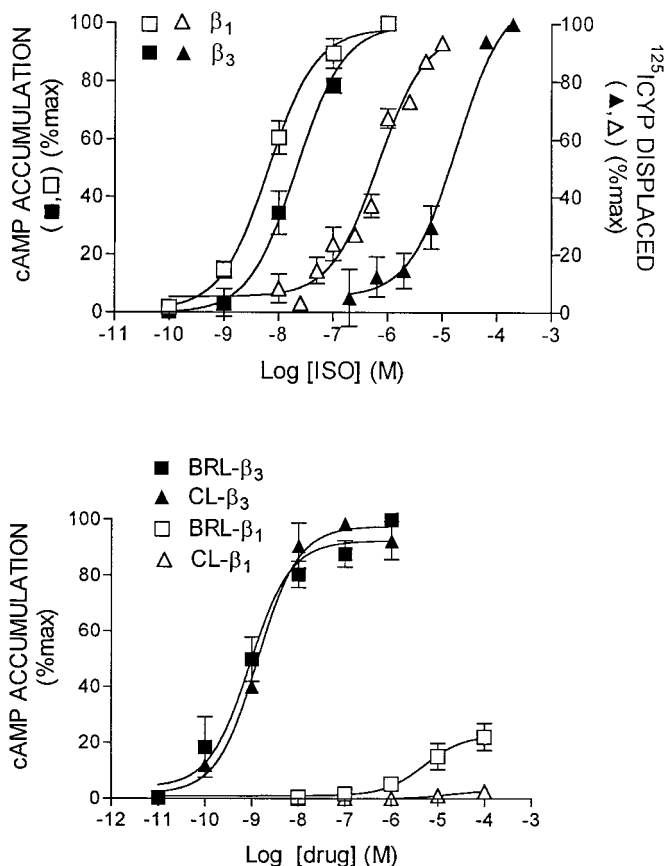 □ △ β1
■ ▲ β3
cAMP ACCUMULATION
(■,□) (%max)
100
80
60
40
20
0
-11 -10 -9 -8 -7 -6 -5 -4 -3
Log [ISO] (M)
100
80
60
40
20
0
125ICYP DISPLACED
(▲,△) (%max)
■ BRL-β3
▲ CL-β3
□ BRL-β1
△ CL-β1
cAMP ACCUMULATION
(%max)
100
80
60
40
20
0
-12 -11 -10 -9 -8 -7 -6 -5 -4 -3
Log [drug] (M)